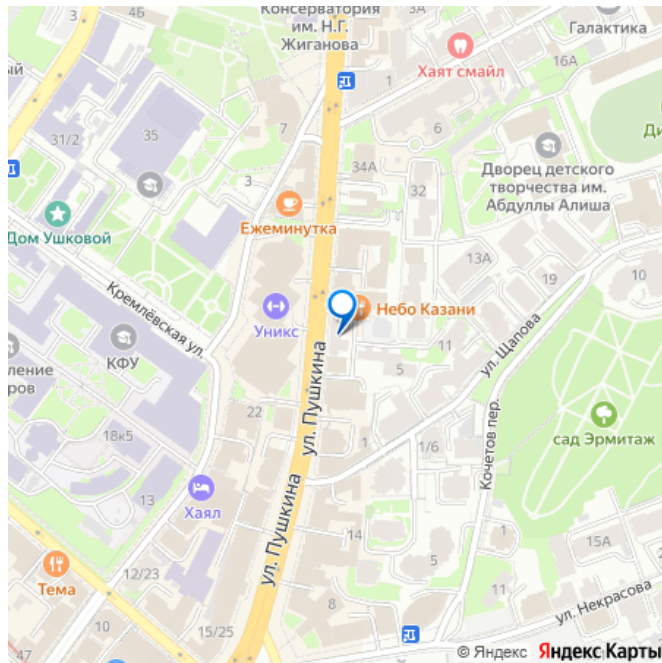 Консерватория
им. Н.Г.
Жиганова
Галактика
Хаят смайл
16А
ый
1
31/2
35
7
6
Ди
34А
3
32
Дворец детского
творчества им.
Абдуллы Алиша
Дом Ушковой
Ежеминутка
13А
19
10
Кремлёвская ул.
Уникс
Небо Казани
КФУ
ление
ров
11
5
ул. Щапова
ул. Пушкина
22
18к5
1
1/6
Кочетов пер.
сад Эрмитаж
13
Хаял
ул. Пушкина
14
1
15А
5
12/23
Тема
8
ул. Некрасова
10
15/25
47
© Яндекс Яндекс Карты